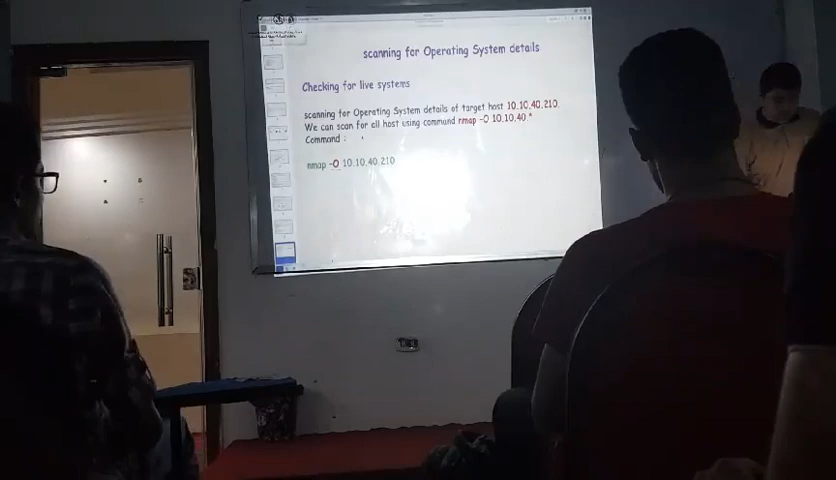 scanning for Operating System details
Checking for live systems
scanning for Operating System details of target host 10.10.40.210.
We can scan for all host using command nmap -O 10.10.40.*
Command :
nmap -O 10.10.40.210